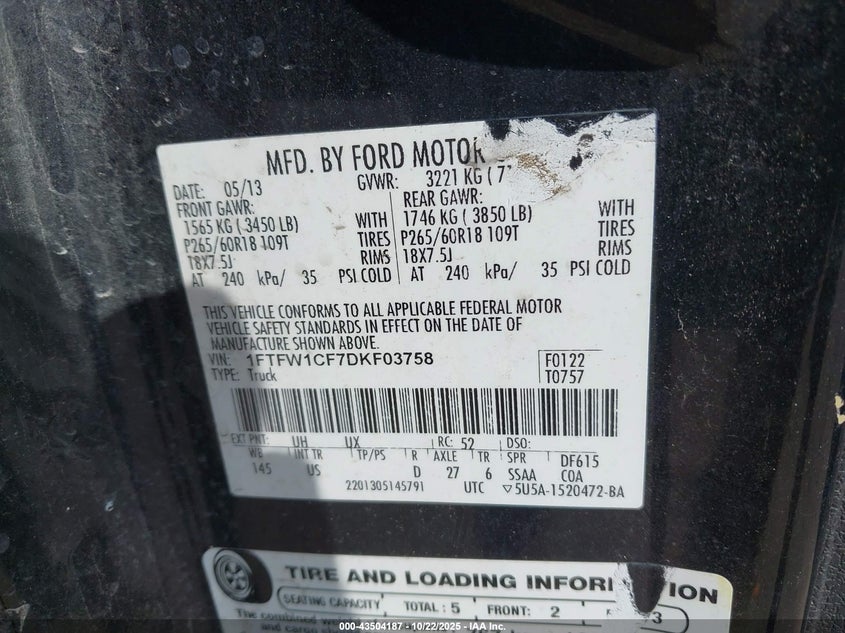 MFD. BY FORD MOTOR
DATE: 05/13 GVWR: 3221 KG ( 7
FRONT GAWR: REAR GAWR:
1565 KG ( 3450 LB) WITH 1746 KG ( 3850 LB) WITH
P265/60R18 109T TIRES P265/60R18 109T TIRES
18X7.5J RIMS 18X7.5J RIMS
AT 240 kPa/ 35 PSI COLD AT 240 kPa/ 35 PSI COLD
THIS VEHICLE CONFORMS TO ALL APPLICABLE FEDERAL MOTOR
VEHICLE SAFETY STANDARDS IN EFFECT ON THE DATE OF
MANUFACTURE SHOWN ABOVE.
VIN: 1FTFW1CF7DKF03758 F0122
TYPE: Truck T0757
EXT PNT: UH UX RC: 52 DSO:
WB INT TR TP/PS R AXLE TR SPR DF615
145 US D 27 6 SSAA COA
2201305145791 UTC ▽5U5A-1520472-BA
TIRE AND LOADING INFORMATION
SEATING CAPACITY TOTAL: 5 FRONT: 2 3
The combined
000-43504187 - 10/22/2025 - IAA, Inc.